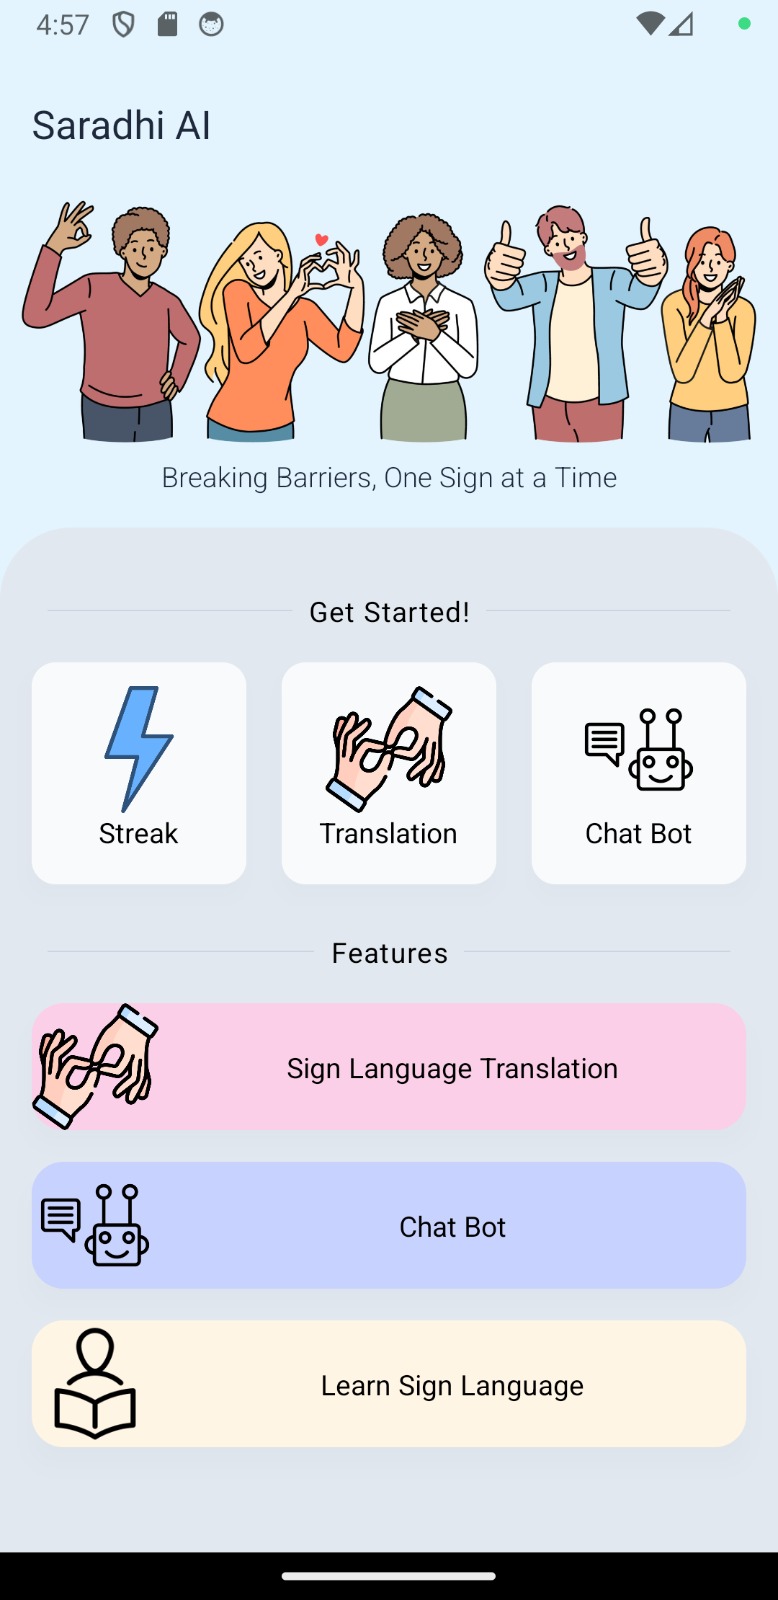 4:57
Saradhi AI
Breaking Barriers, One Sign at a Time
Get Started!
Streak
Translation
Chat Bot
Features
Sign Language Translation
Chat Bot
Learn Sign Language